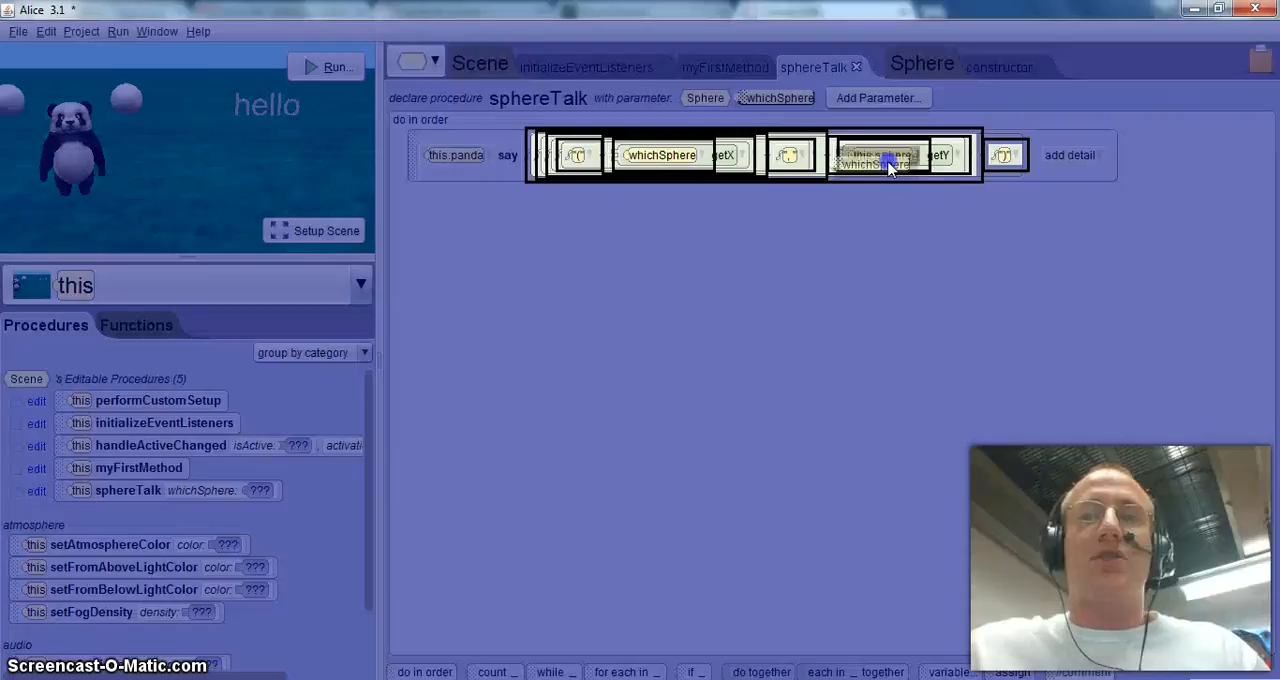 Alice 3.1 *
File Edit Project Run Window Help
Run...
hello
Setup Scene
this
Procedures Functions
group by category
Scene 's Editable Procedures (5)
edit this performCustomSetup
edit this initializeEventListeners
edit this handleActiveChanged isActive: ??? , activati
edit this myFirstMethod
edit this sphereTalk whichSphere: ???
atmosphere
this setAtmosphereColor color: ???
this setFromAboveLightColor color: ???
this setFromBelowLightColor color: ???
this setFogDensity density: ???
audio
Scene initializeEventListeners myFirstMethod sphereTalk Sphere constructor
declare procedure sphereTalk with parameter: Sphere whichSphere Add Parameter...
do in order
this.panda say whichSphere getX this.sphere getY add detail
whichSphere
do in order count _ while _ for each in _ if _ do together each in _ together variable... assign //comment
Screencast-O-Matic.com